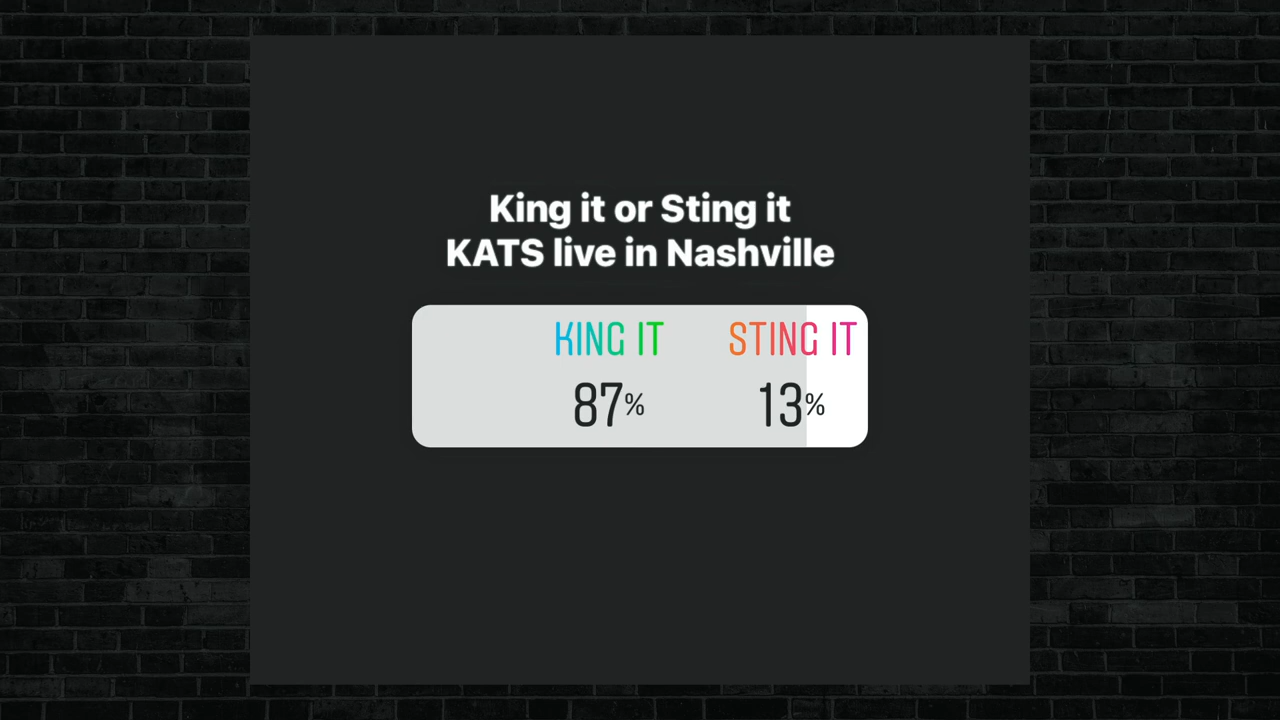 King it or Sting it
KATS live in Nashville
KING IT STING IT
87% 13%